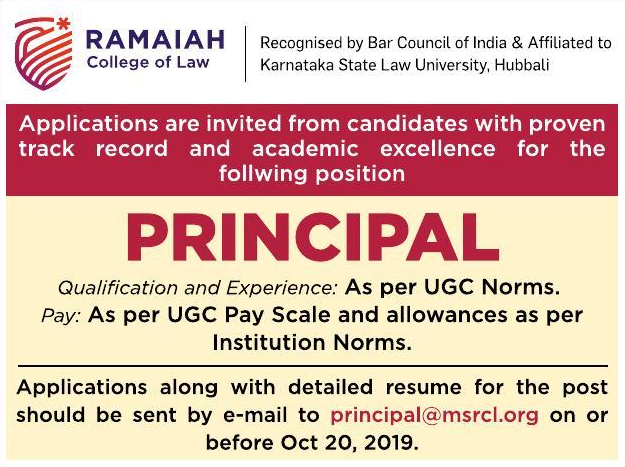 RAMAIAH
College of Law
Recognised by Bar Council of India & Affiliated to
Karnataka State Law University, Hubbali
Applications are invited from candidates with proven
track record and academic excellence for the
follwing position
PRINCIPAL
Qualification and Experience: As per UGC Norms.
Pay: As per UGC Pay Scale and allowances as per
Institution Norms.
Applications along with detailed resume for the post
should be sent by e-mail to principal@msrcl.org on or
before Oct 20, 2019.